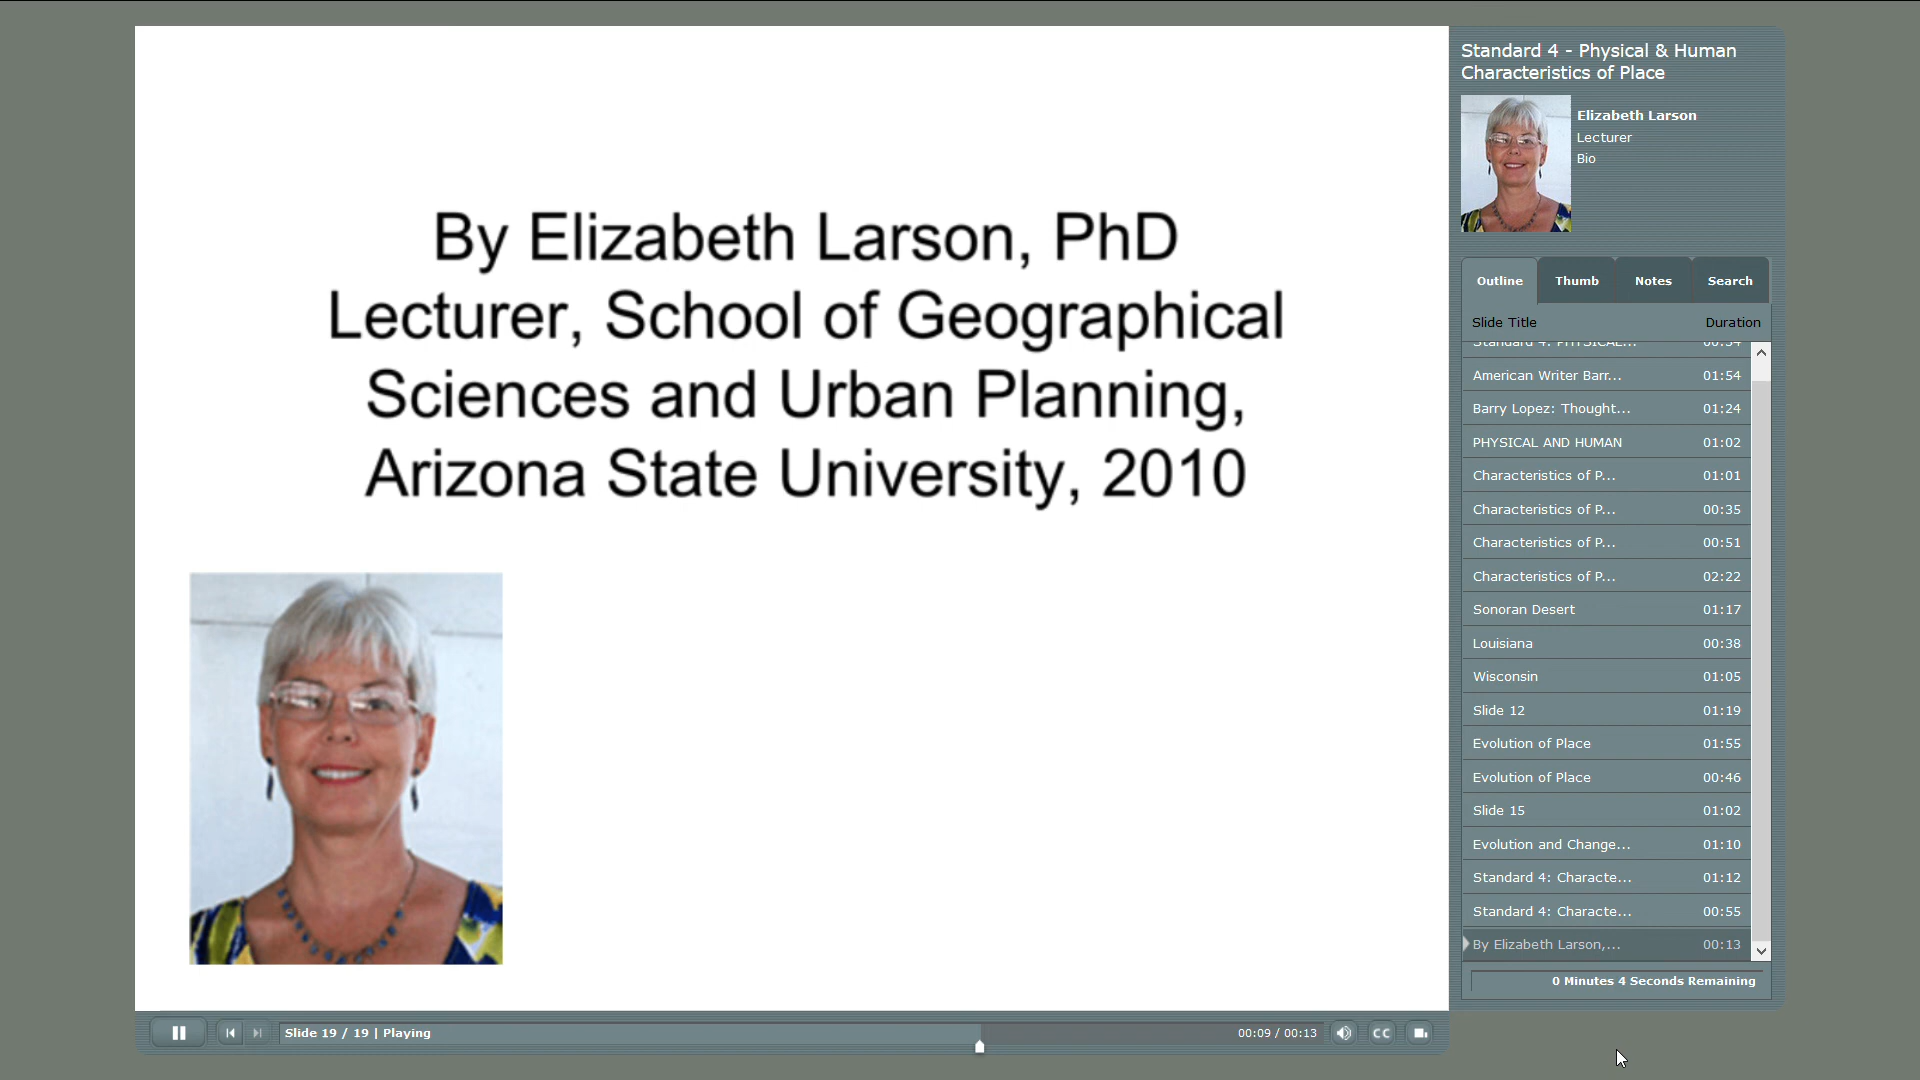 By Elizabeth Larson, PhD
Lecturer, School of Geographical
Sciences and Urban Planning,
Arizona State University, 2010
Standard 4 - Physical & Human
Characteristics of Place
Elizabeth Larson
Lecturer
Bio
Outline Thumb Notes Search
Slide Title Duration
Standard 4: PHYSICAL... 00:34
American Writer Barr... 01:54
Barry Lopez: Thought... 01:24
PHYSICAL AND HUMAN 01:02
Characteristics of P... 01:01
Characteristics of P... 00:35
Characteristics of P... 00:51
Characteristics of P... 02:22
Sonoran Desert 01:17
Louisiana 00:38
Wisconsin 01:05
Slide 12 01:19
Evolution of Place 01:55
Evolution of Place 00:46
Slide 15 01:02
Evolution and Change... 01:10
Standard 4: Characte... 01:12
Standard 4: Characte... 00:55
By Elizabeth Larson,... 00:13
0 Minutes 4 Seconds Remaining
Slide 19 / 19 | Playing 00:09 / 00:13 CC